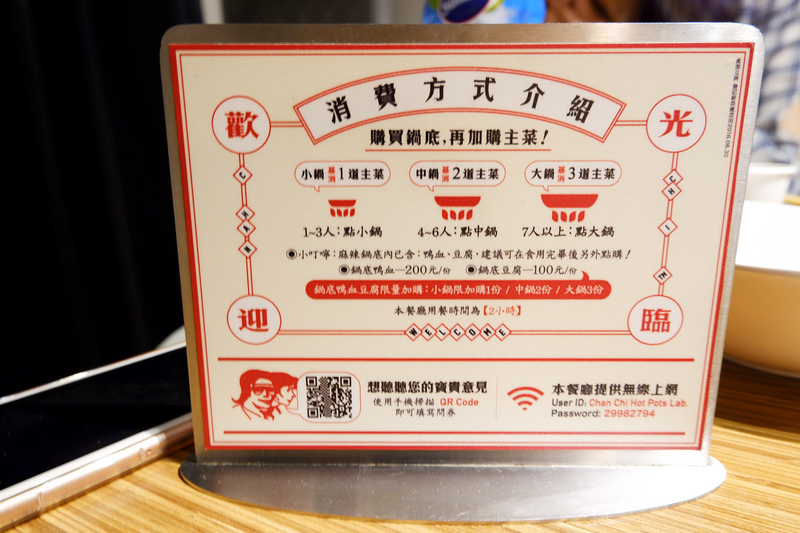 消費方式介紹
歡
光
購買鍋底,再加購主菜!
小鍋 基消 1道主菜
中鍋 基消 2道主菜
大鍋 基消 3道主菜
1~3人:點小鍋
4~6人:點中鍋
7人以上:點大鍋
◉小叮嚀:麻辣鍋底內已含:鴨血、豆腐,建議可在食用完畢後另外點購!
◉鍋底鴨血—200元/份 ◉鍋底豆腐—100元/份
鍋底鴨血豆腐限量加購:小鍋限加購1份 / 中鍋2份 / 大鍋3份
本餐廳用餐時間為【2小時】
迎
臨
WELCOME
想聽聽您的寶貴意見
使用手機掃描 QR Code
即可填寫問券
本餐廳提供無線上網
User ID: Chan Chi Hot Pots Lab.
Password: 29982794